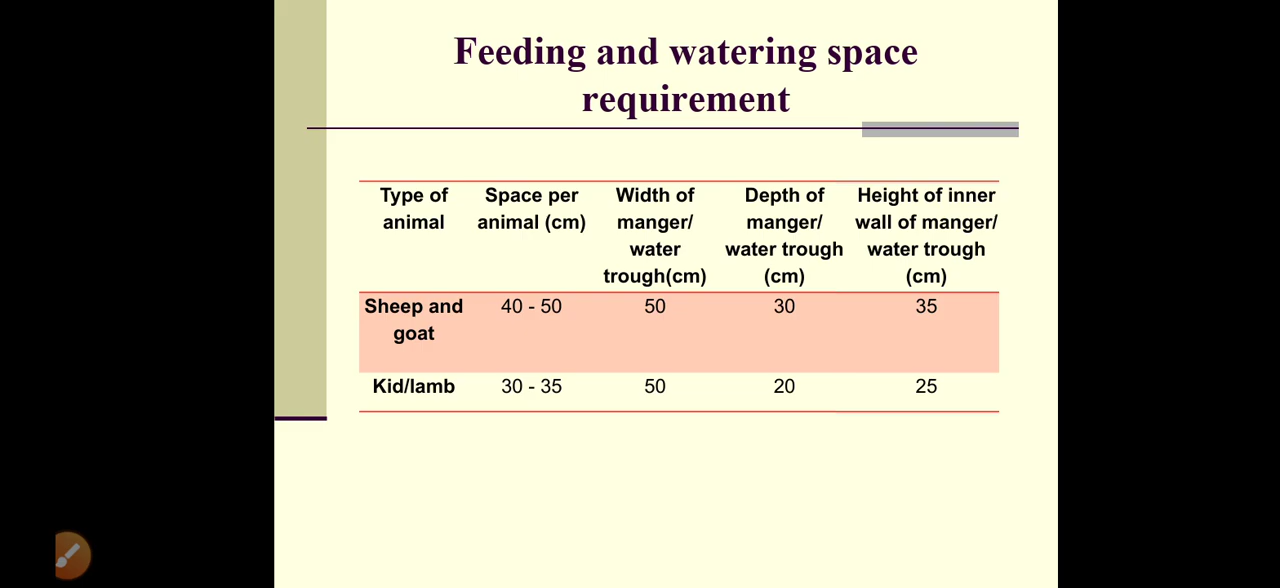 Feeding and watering space
requirement
Type of animal	Space per animal (cm)	Width of manger/ water trough(cm)	Depth of manger/ water trough (cm)	Height of inner wall of manger/ water trough (cm)
Sheep and goat	40 - 50	50	30	35
Kid/lamb	30 - 35	50	20	25